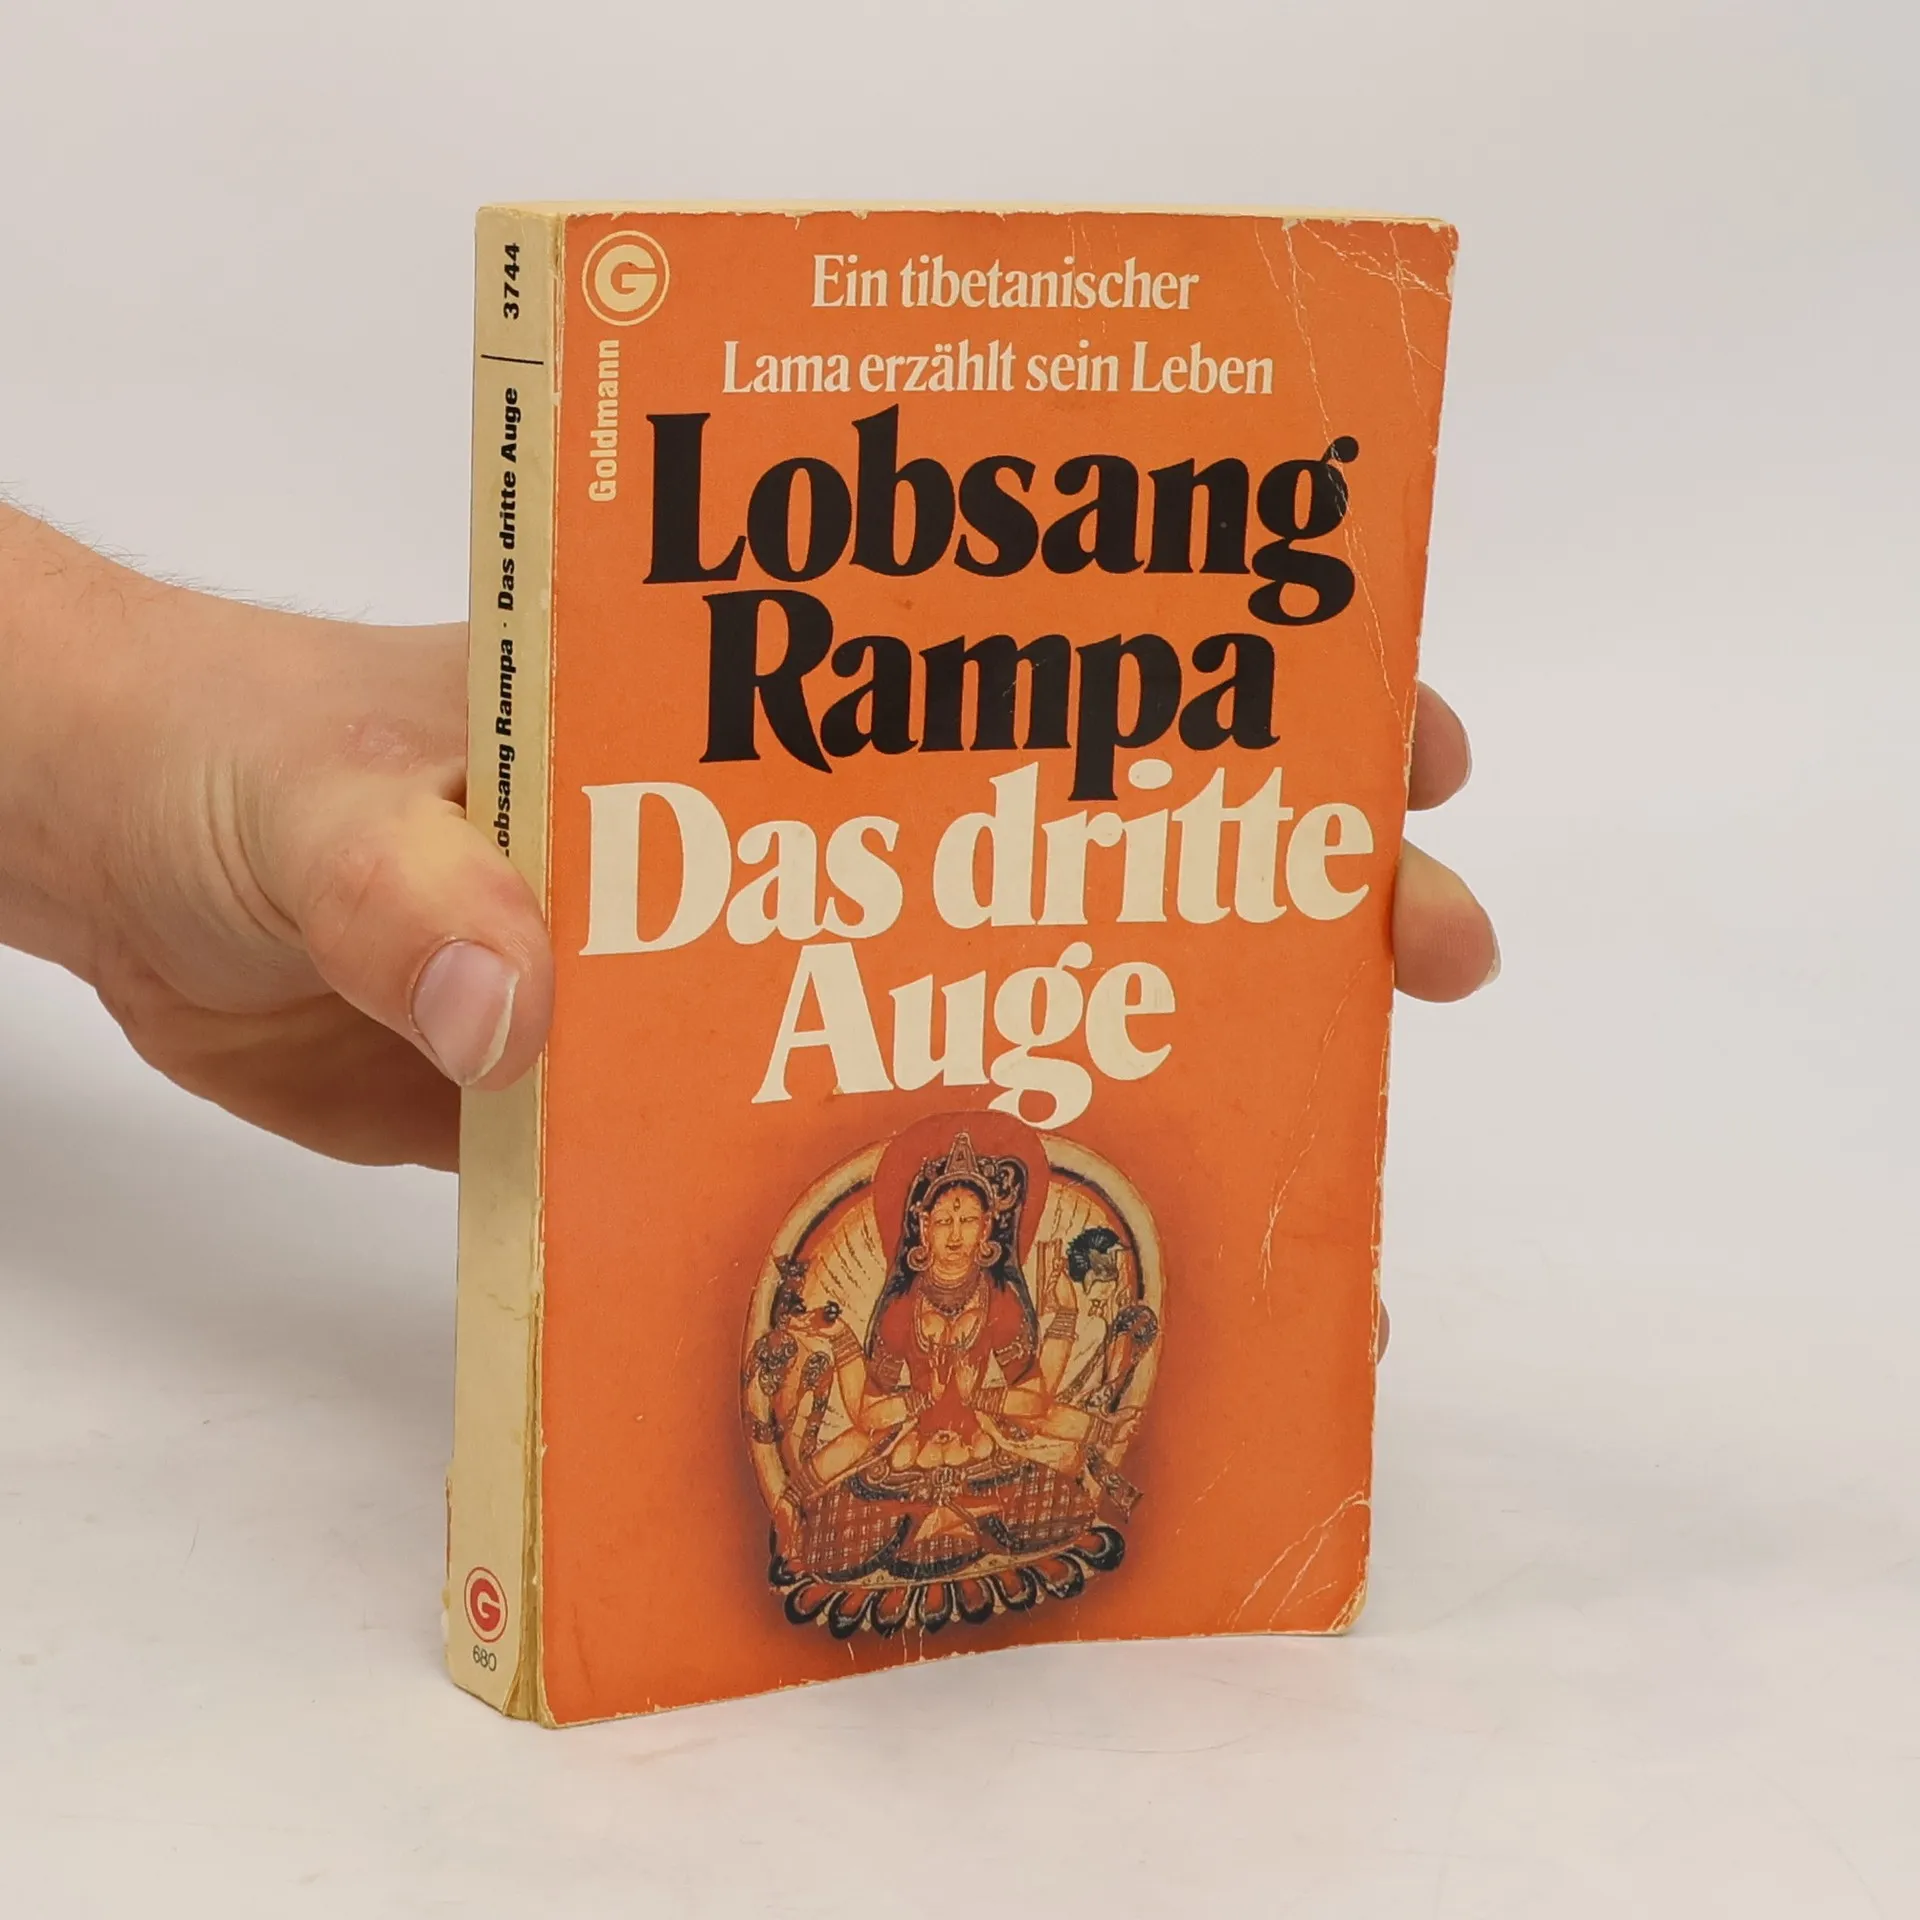 3744
Lobsang Rampa · Das dritte Auge
G
680
G
Goldmann
Ein tibetanischer
Lama erzählt sein Leben
Lobsang
Rampa
Das dritte
Auge